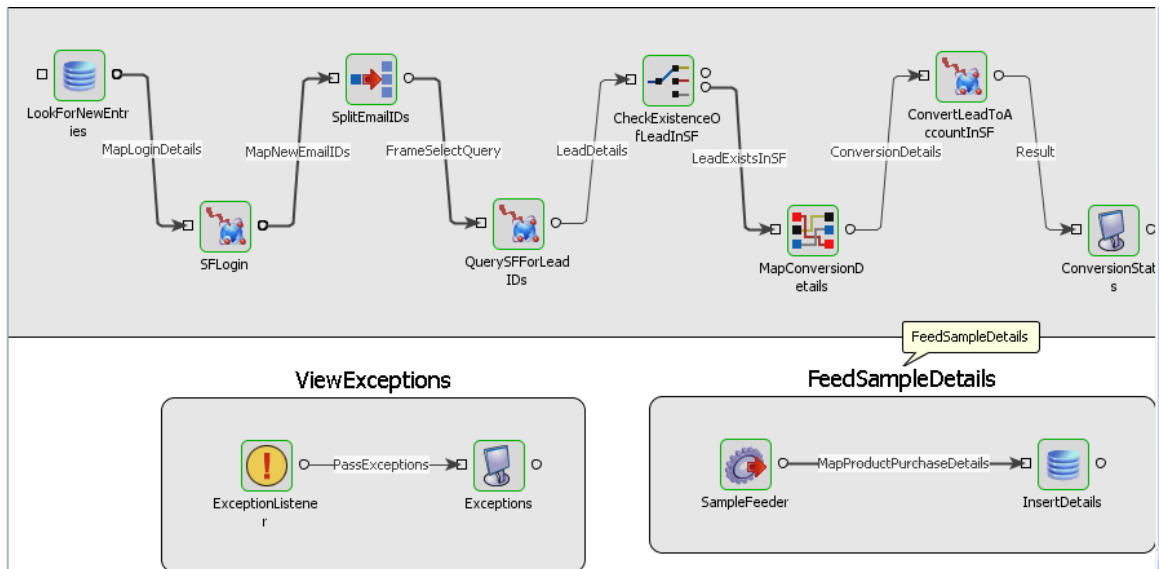 LookForNewEntr
ies
MapLoginDetails
SFLogin
MapNewEmailIDs
SplitEmailIDs
FrameSelectQuery
QuerySFForLead
IDs
LeadDetails
CheckExistenceO
fLeadInSF
LeadExistsInSF
MapConversionD
etails
ConversionDetails
ConvertLeadToA
ccountInSF
Result
ConversionStat
s
FeedSampleDetails
ViewExceptions
FeedSampleDetails
ExceptionListene
r
PassExceptions
Exceptions
SampleFeeder
MapProductPurchaseDetails
InsertDetails